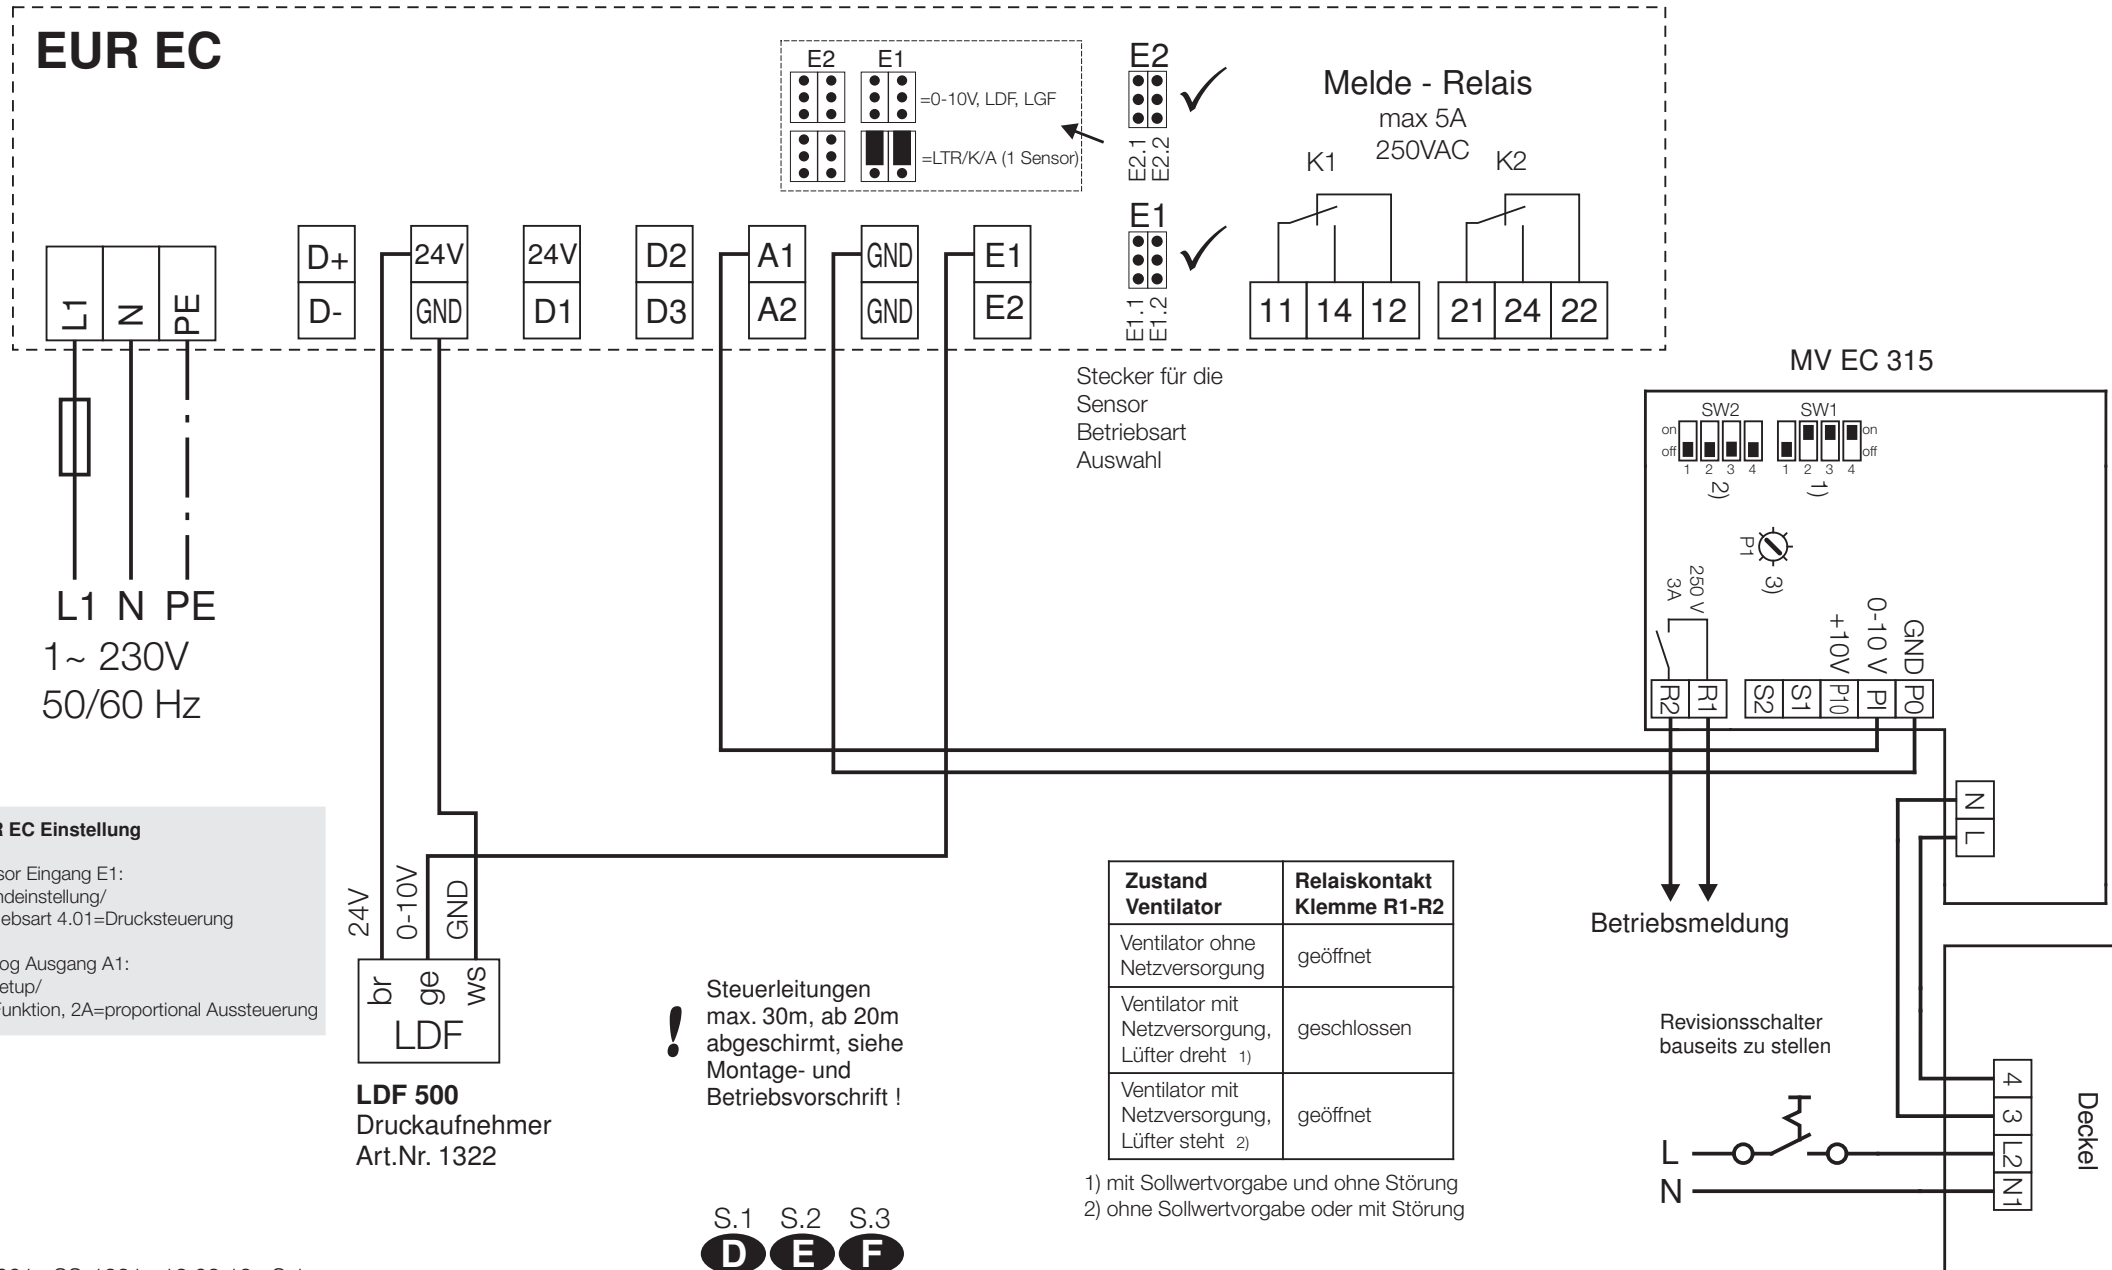 EUR EC
E2 E1
=0-10V, LDF, LGF
=LTR/K/A (1 Sensor)
E2
E2.1
E2.2
E1
E1.1
E1.2
Melde - Relais
max 5A
250VAC
K1
K2
11 14 12
21 24 22
L1 N PE
D+
D-
24V
GND
24V
D1
D2
D3
A1
A2
GND
GND
E1
E2
Stecker für die
Sensor
Betriebsart
Auswahl
L1 N PE
1~ 230V
50/60 Hz
MV EC 315
SW2 SW1
on
off
1 2 3 4
2)
on
off
1 2 3 4
1)
P1
3)
250 V
3A
+10V
0-10 V
GND
R2 R1
S2 S1 P10 PI P0
N
L
Betriebsmeldung
EC Einstellung
Eingang E1:
4.01=Drucksteuerung
Ausgang A1:
2A=proportional Aussteuerung
24V
0-10V
GND
br
ge
ws
LDF
LDF 500
Druckaufnehmer
Art.Nr. 1322
!
Steuerleitungen
max. 30m, ab 20m
abgeschirmt, siehe
Montage- und
Betriebsvorschrift !
Zustand Ventilator
Relaiskontakt Klemme R1-R2
Ventilator ohne Netzversorgung
geöffnet
Ventilator mit Netzversorgung, Lüfter dreht 1)
geschlossen
Ventilator mit Netzversorgung, Lüfter steht 2)
geöffnet
1) mit Sollwertvorgabe und ohne Störung
2) ohne Sollwertvorgabe oder mit Störung
Revisionsschalter
bauseits zu stellen
L
N
4
3
L2
N1
Deckel
S.1 S.2 S.3
D E F